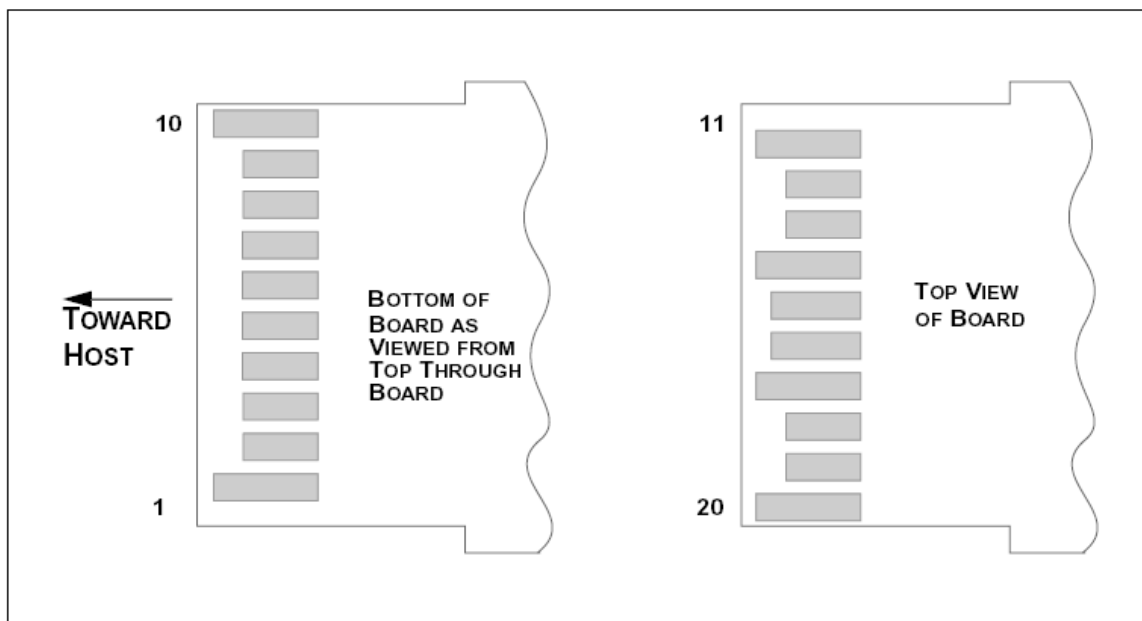 10
1
TOWARD
HOST
BOTTOM OF
BOARD AS
VIEWED FROM
TOP THROUGH
BOARD
11
20
TOP VIEW
OF BOARD